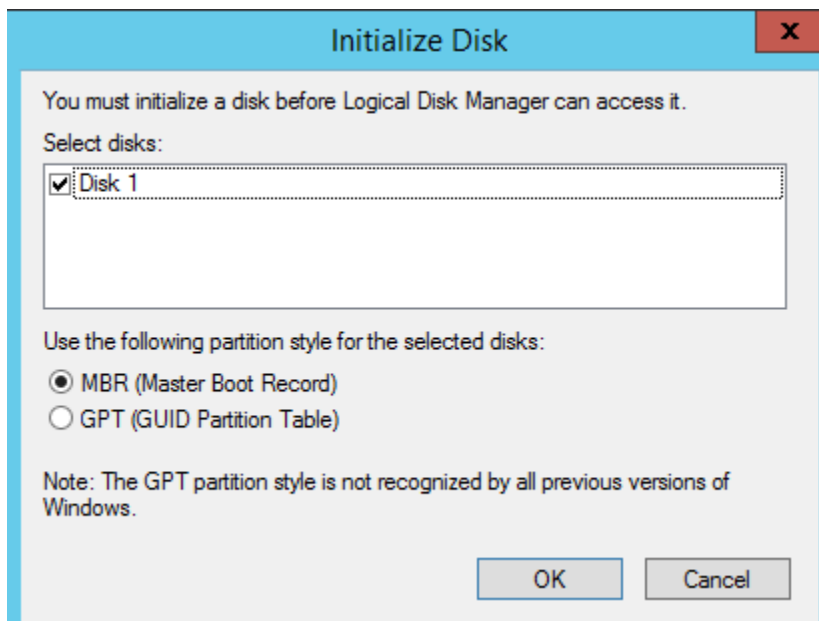 Initialize Disk
x
You must initialize a disk before Logical Disk Manager can access it.
Select disks:
Disk 1
Use the following partition style for the selected disks:
MBR (Master Boot Record)
GPT (GUID Partition Table)
Note: The GPT partition style is not recognized by all previous versions of
Windows.
OK
Cancel